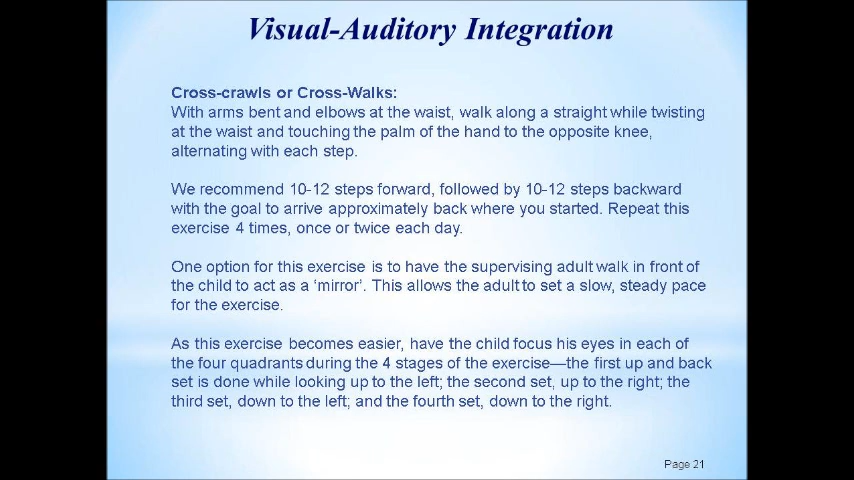 Visual-Auditory Integration
Cross-crawls or Cross-Walks:
With arms bent and elbows at the waist, walk along a straight while twisting
at the waist and touching the palm of the hand to the opposite knee,
alternating with each step.
We recommend 10-12 steps forward, followed by 10-12 steps backward
with the goal to arrive approximately back where you started. Repeat this
exercise 4 times, once or twice each day.
One option for this exercise is to have the supervising adult walk in front of
the child to act as a ‘mirror’. This allows the adult to set a slow, steady pace
for the exercise.
As this exercise becomes easier, have the child focus his eyes in each of
the four quadrants during the 4 stages of the exercise—the first up and back
set is done while looking up to the left; the second set, up to the right; the
third set, down to the left; and the fourth set, down to the right.
Page 21